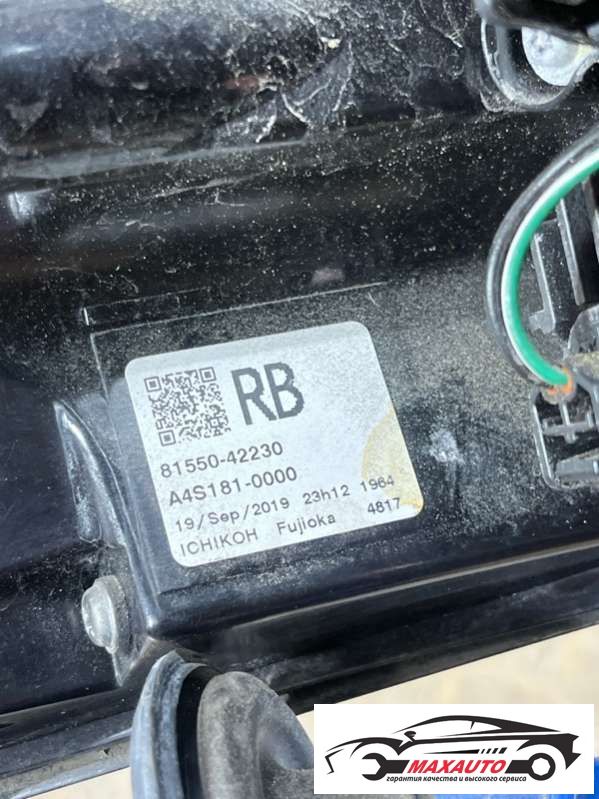 RB
81550-42230
A4S181-0000
19/Sep/2019 23h12 1964
ICHIKOH Fujioka 4817
MAXAUTO
гарантия качества и высокого сервиса